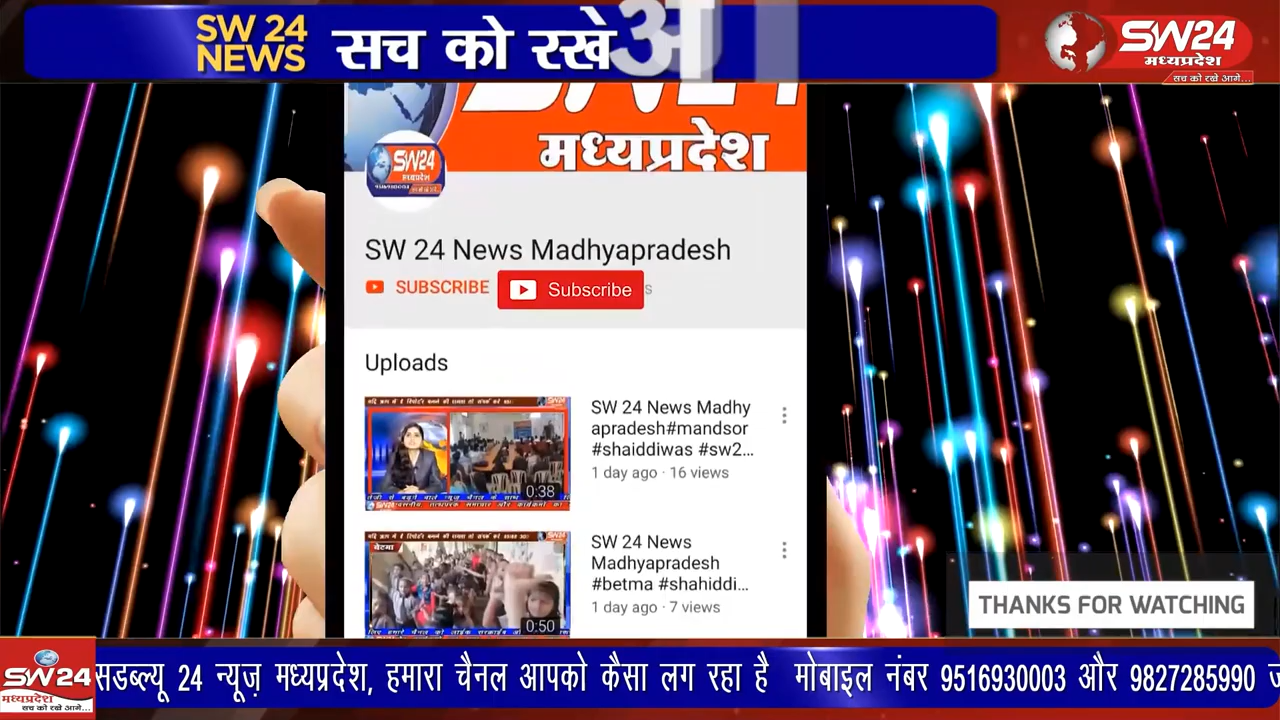 SW 24
NEWS
सच को रखे
SW24
मध्यप्रदेश
सच को रखे आगे...
मध्यप्रदेश
SW24
मध्यप्रदेश
SW 24 News Madhyapradesh
SUBSCRIBE
Subscribe
Uploads
SW 24 News Madhy
apradesh#mandsor
#shaiddiwas #sw2...
1 day ago · 16 views
0:38
SW 24 News
Madhyapradesh
#betma #shahiddi...
1 day ago · 7 views
बेटमा
0:50
THANKS FOR WATCHING
SW24
मध्यप्रदेश
सच को रखे आगे...
सडब्ल्यू 24 न्यूज़ मध्यप्रदेश, हमारा चैनल आपको कैसा लग रहा है मोबाइल नंबर 9516930003 और 9827285990